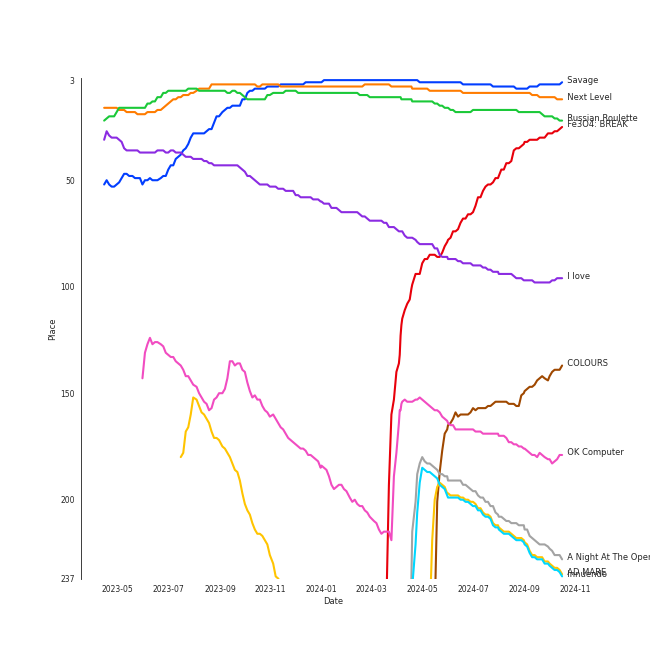 3
50
100
150
200
237
Place
Savage
Next Level
Russian Roulette
Fe3O4: BREAK
I love
COLOURS
OK Computer
A Night At The Oper
AD MARE
Innuendo
2023-05
2023-07
2023-09
2023-11
2024-01
2024-03
2024-05
2024-07
2024-09
2024-11
Date